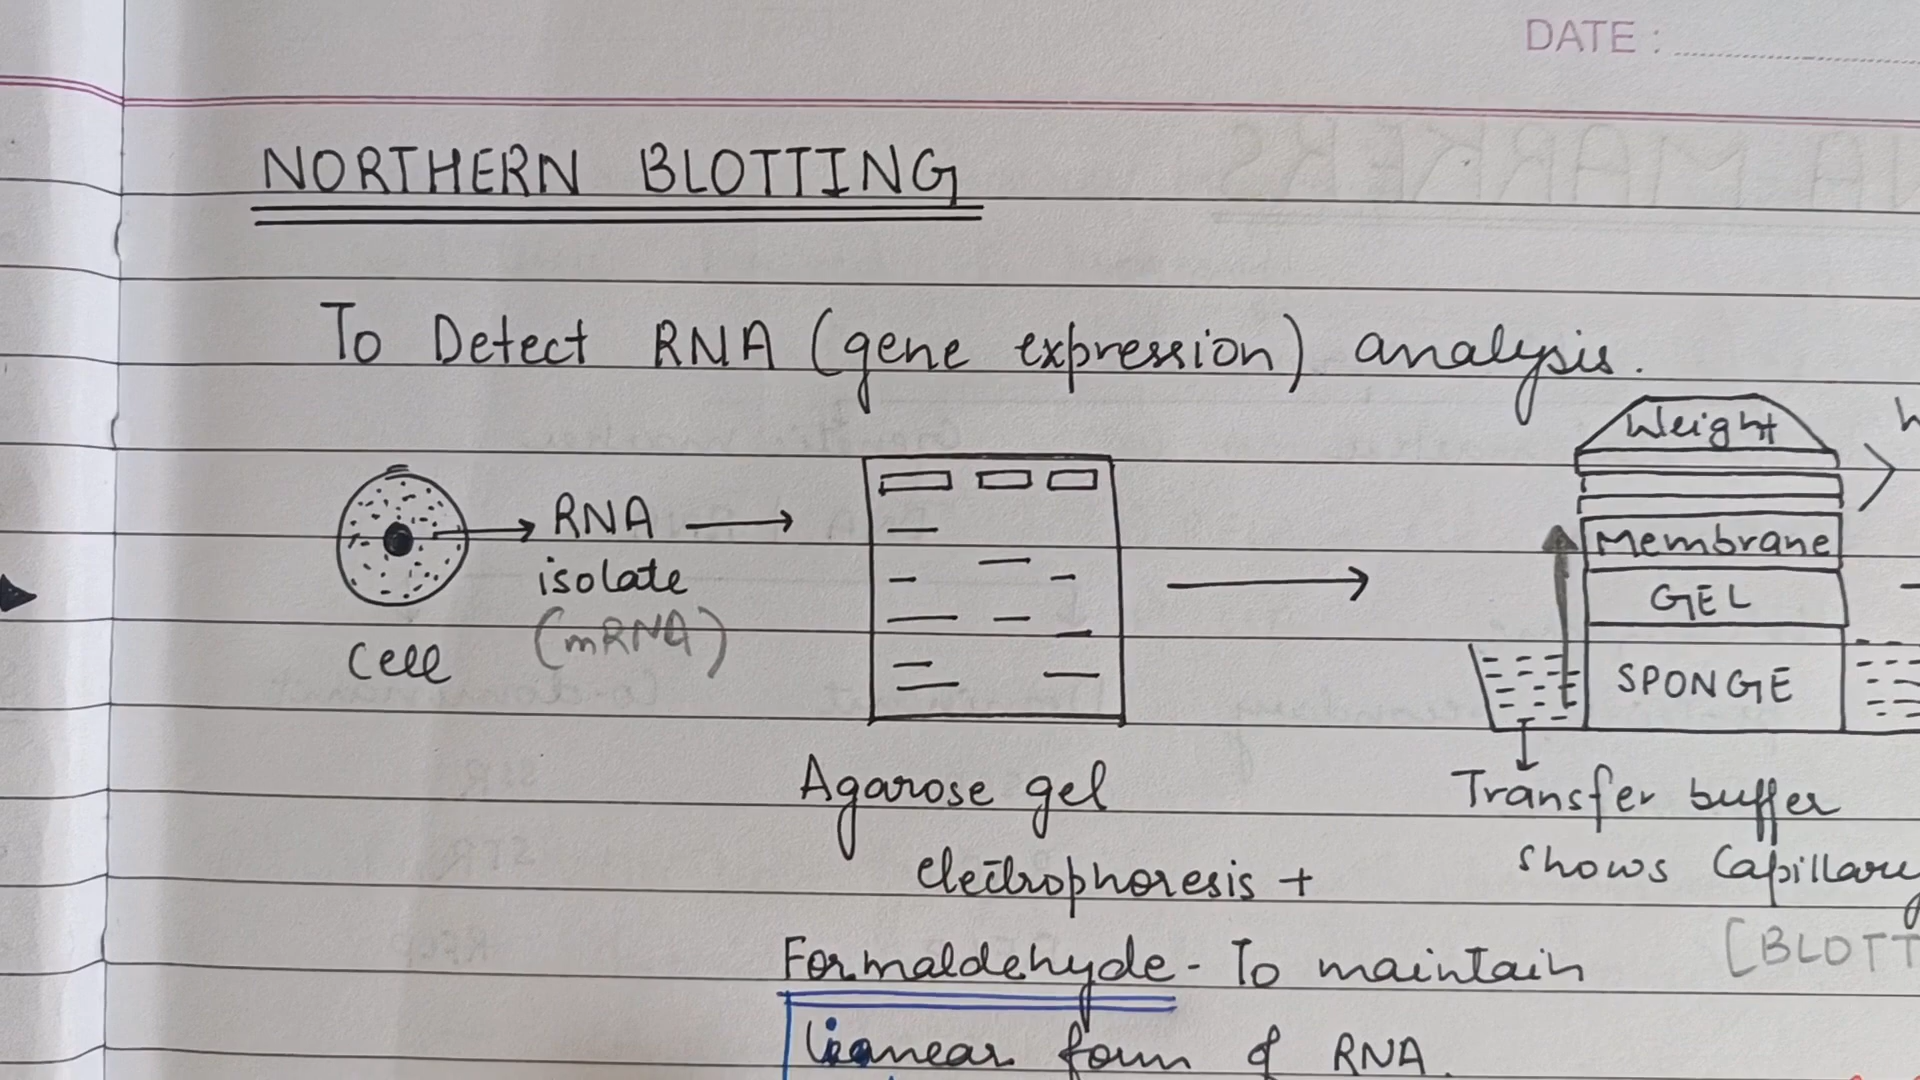 DATE :
NORTHERN BLOTTING
To Detect RNA (gene expression) analysis.
Weight
RNA
isolate
(mRNA)
Cell
Membrane
GEL
SPONGE
Agarose gel
electrophoresis +
Formaldehyde - To maintain
linear form of RNA.
Transfer buffer
shows Capillary
[BLOTT